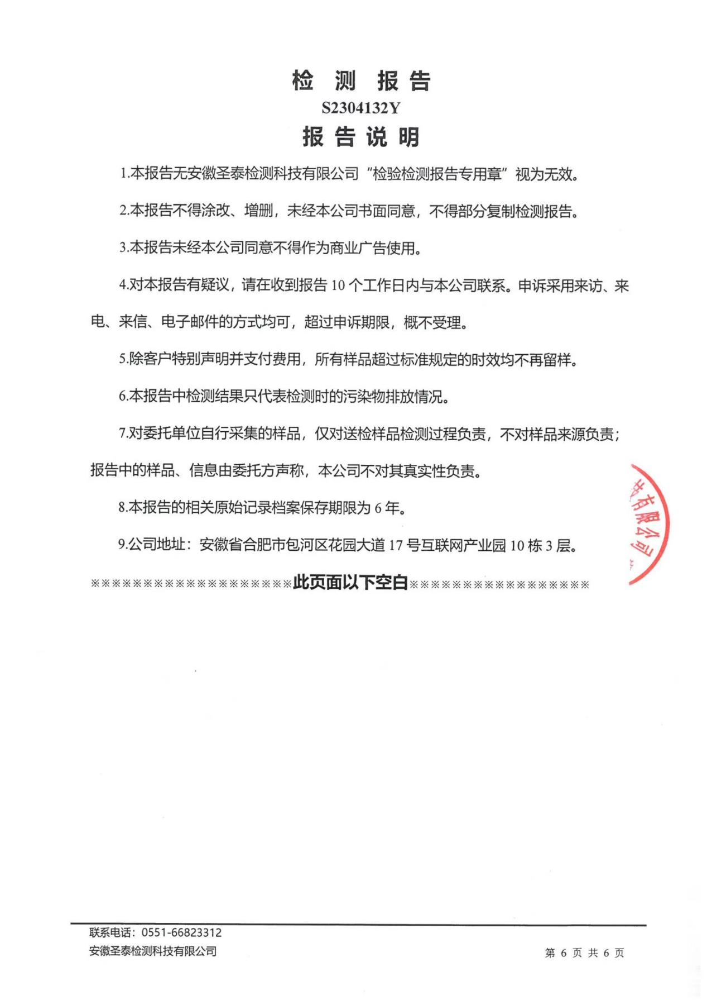 检 测 报 告
S2304132Y
报 告 说 明
1.本报告无安徽圣泰检测科技有限公司“检验检测报告专用章”视为无效。
2.本报告不得涂改、增删，未经本公司书面同意，不得部分复制检测报告。
3.本报告未经本公司同意不得作为商业广告使用。
4.对本报告有疑议，请在收到报告 10 个工作日内与本公司联系。申诉采用来访、来
电、来信、电子邮件的方式均可，超过申诉期限，概不受理。
5.除客户特别声明并支付费用，所有样品超过标准规定的时效均不再留样。
6.本报告中检测结果只代表检测时的污染物排放情况。
7.对委托单位自行采集的样品，仅对送检样品检测过程负责，不对样品来源负责；
报告中的样品、信息由委托方声称，本公司不对其真实性负责。
8.本报告的相关原始记录档案保存期限为 6 年。
9.公司地址：安徽省合肥市包河区花园大道 17 号互联网产业园 10 栋 3 层。
※※※※※※※※※※※※※※※※※※※此页面以下空白※※※※※※※※※※※※※※※※※
有限公司
联系电话：0551-66823312
安徽圣泰检测科技有限公司
第 6 页 共 6 页